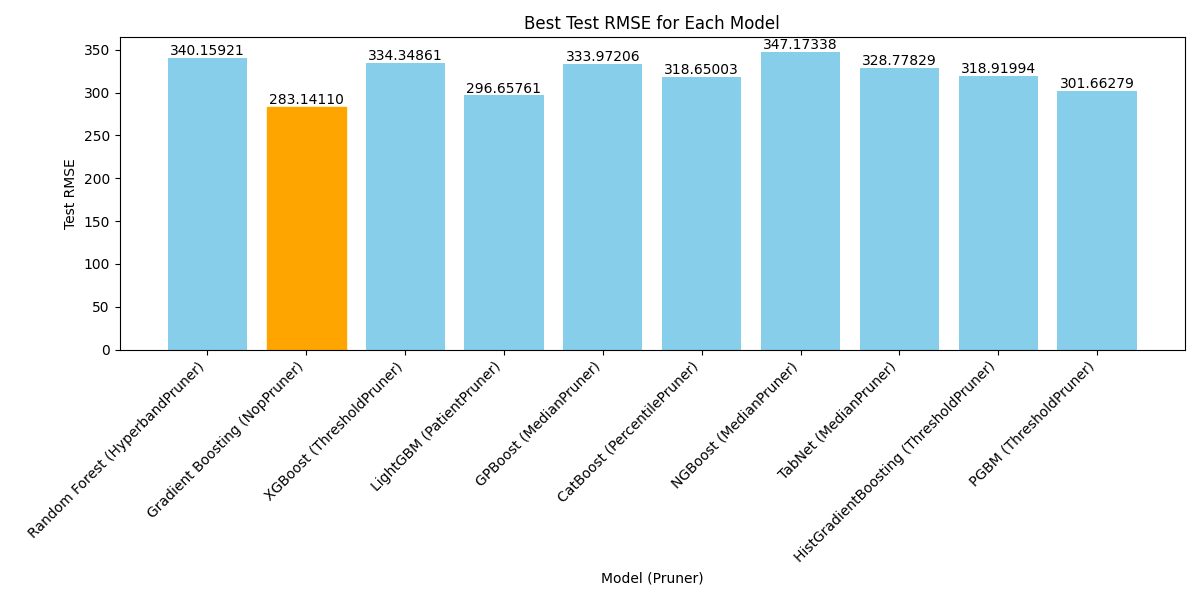 Best Test RMSE for Each Model
Test RMSE
350
300
250
200
150
100
50
0
340.15921
283.14110
334.34861
296.65761
333.97206
318.65003
347.17338
328.77829
318.91994
301.66279
Random Forest (HyperbandPruner)
Gradient Boosting (NopPruner)
XGBoost (ThresholdPruner)
LightGBM (PatientPruner)
GPBoost (MedianPruner)
CatBoost (PercentilePruner)
NGBoost (MedianPruner)
TabNet (MedianPruner)
HistGradientBoosting (ThresholdPruner)
PGBM (ThresholdPruner)
Model (Pruner)